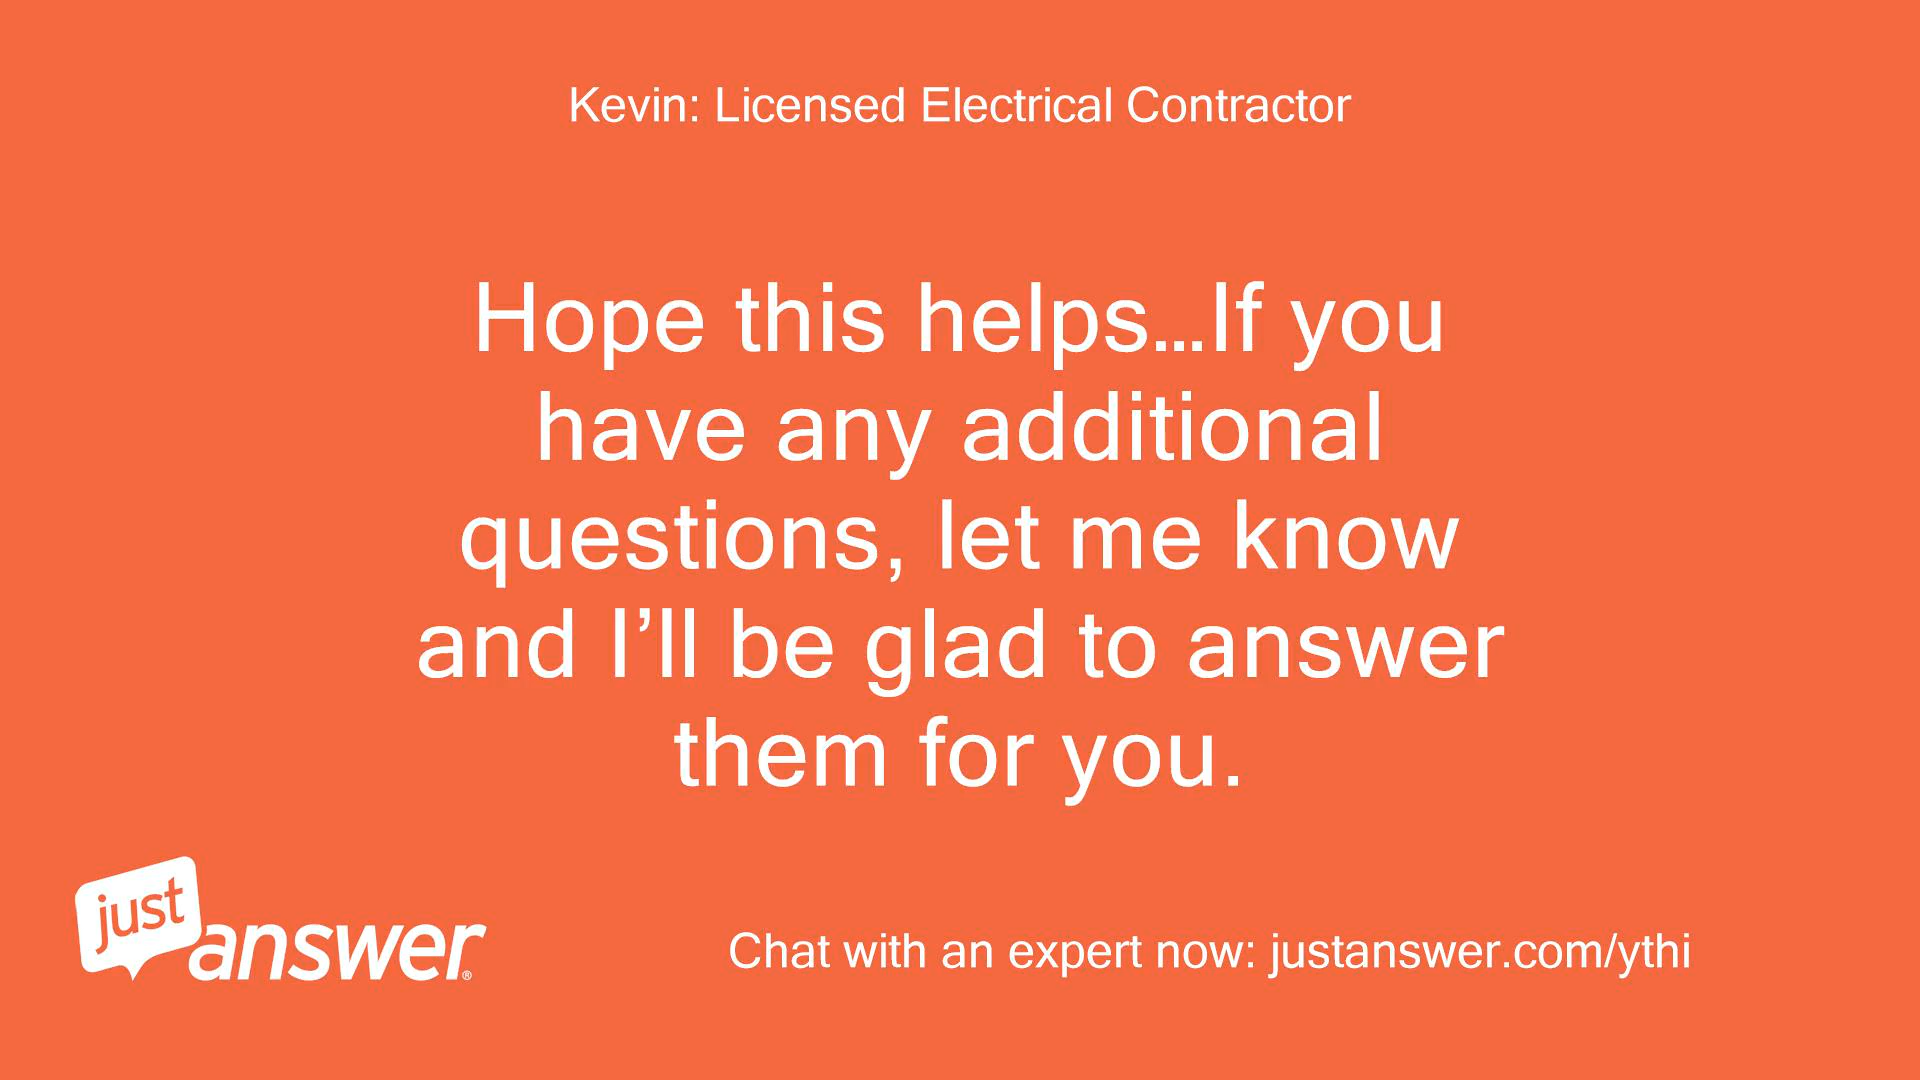 Kevin: Licensed Electrical Contractor
Hope this helps…If you
have any additional
questions, let me know
and I’ll be glad to answer
them for you.
just
answer®
Chat with an expert now: justanswer.com/ythi